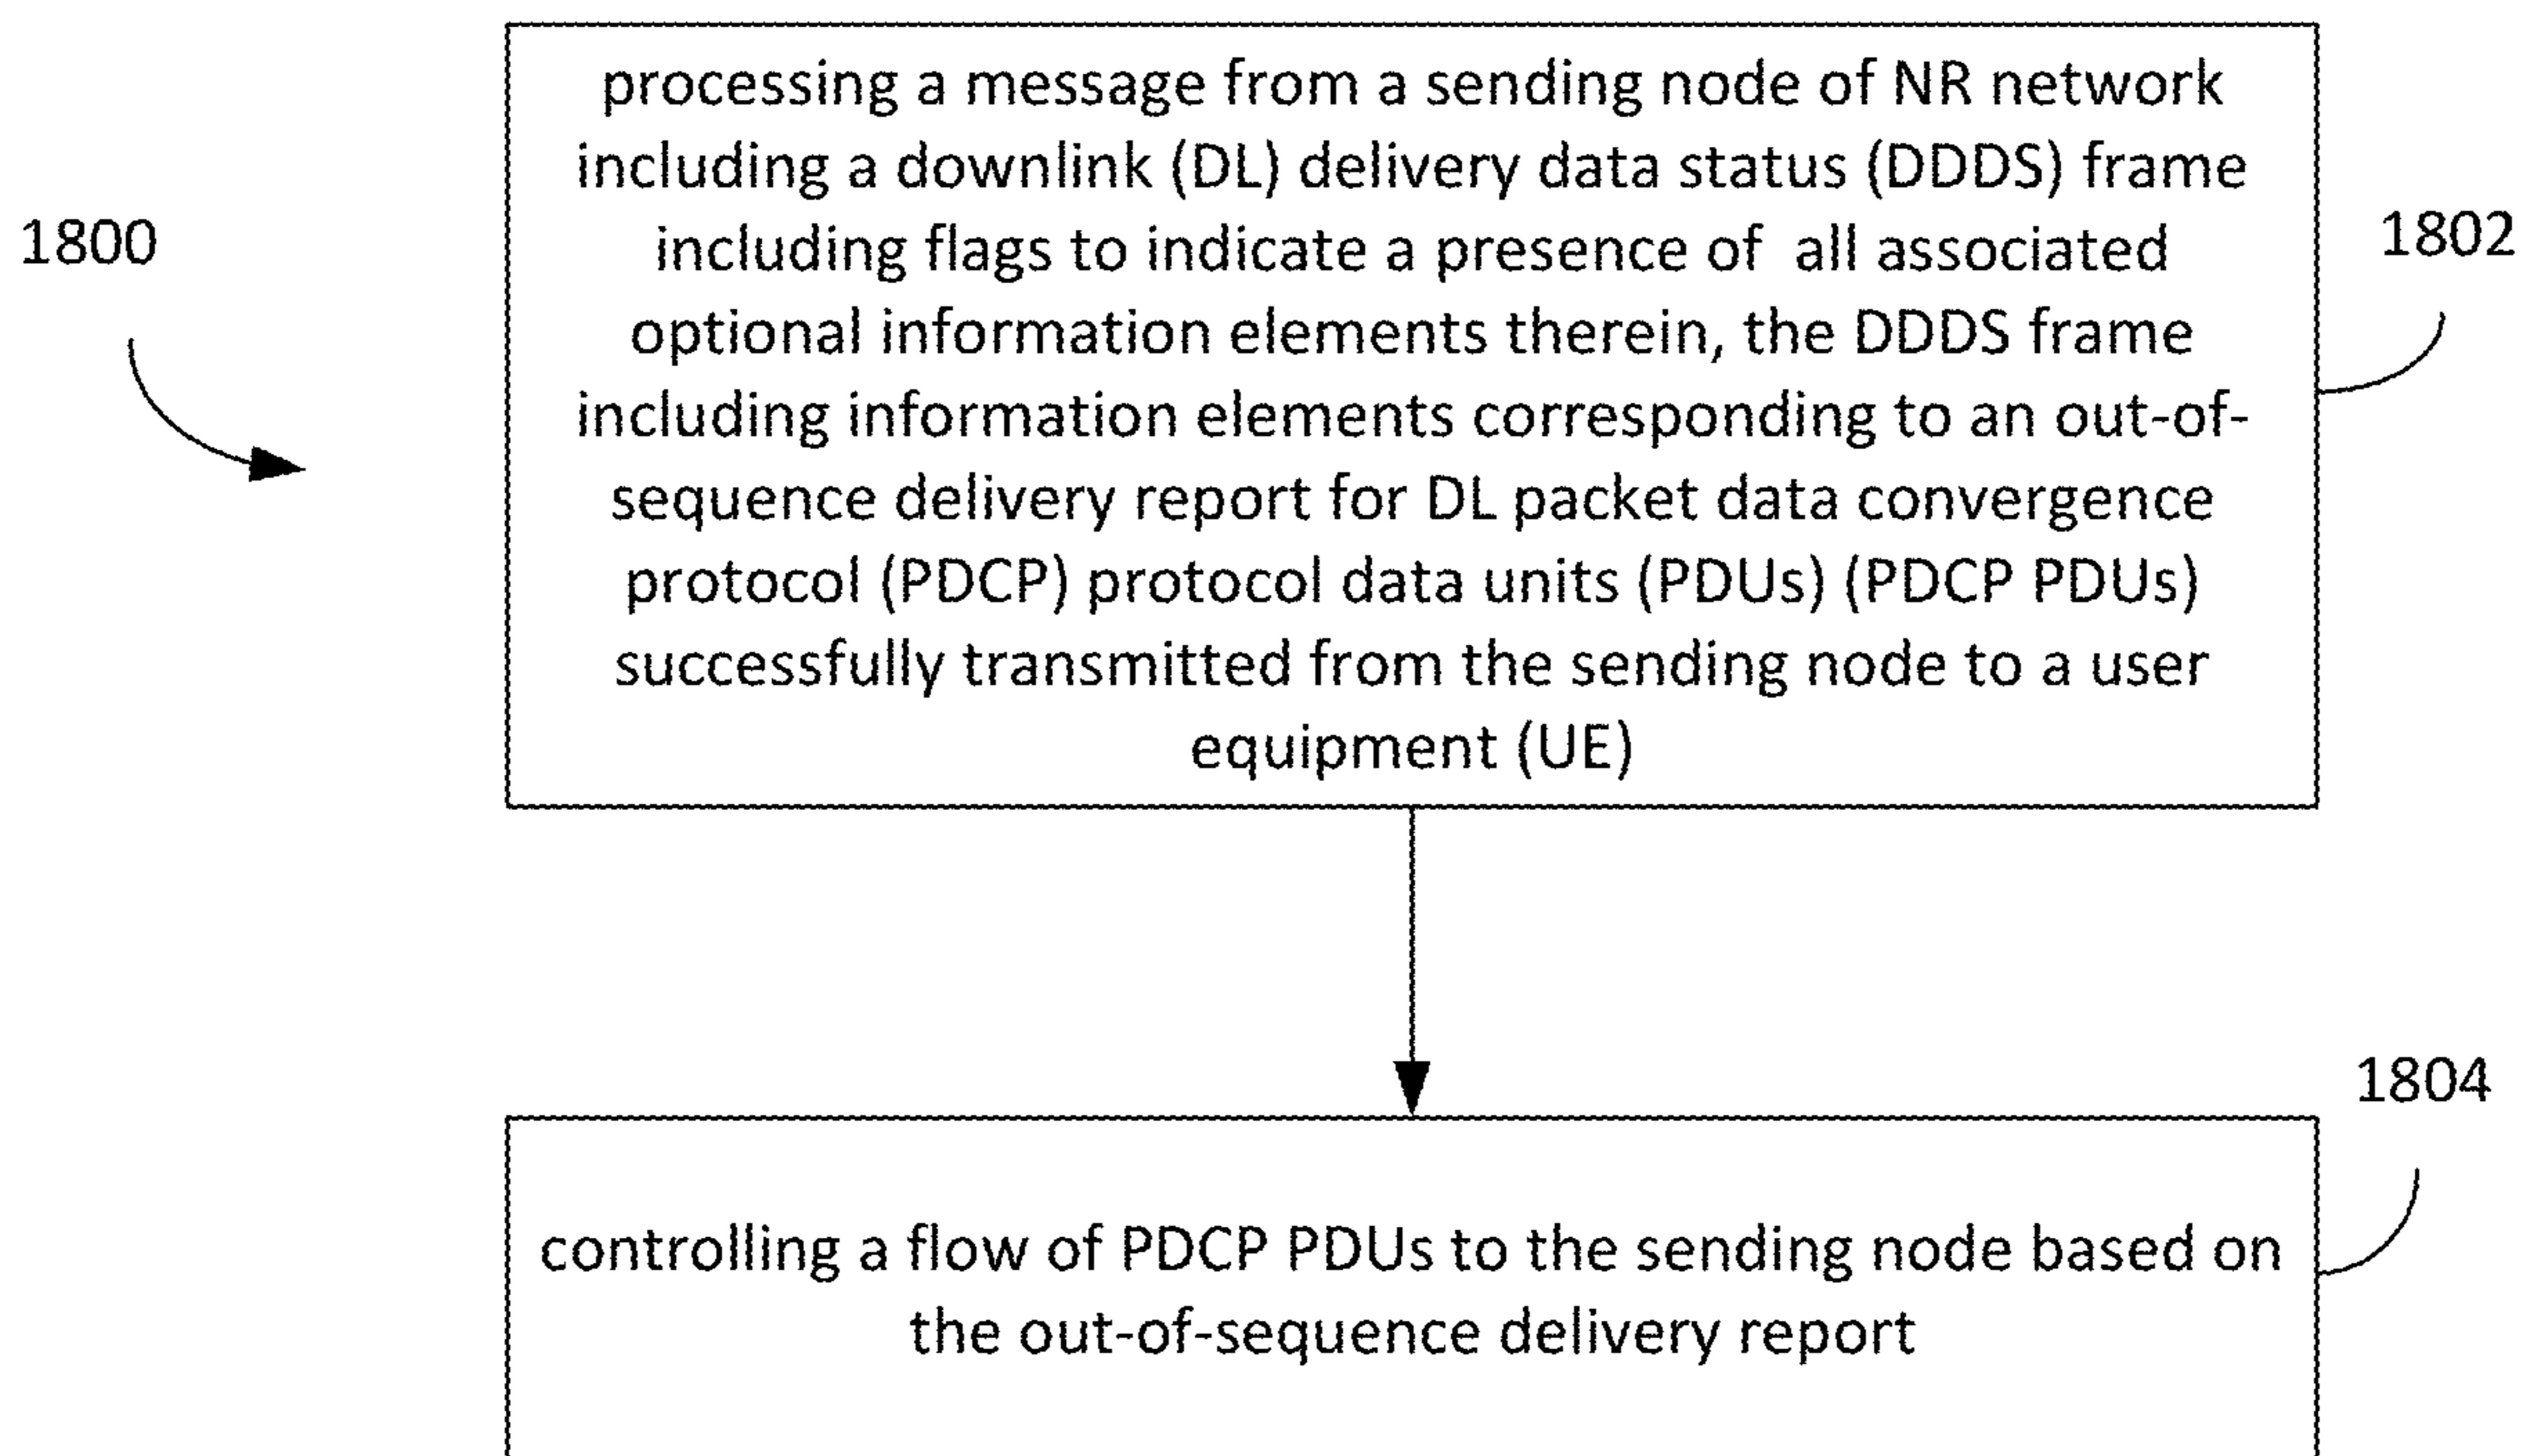 processing a message from a sending node of NR network
including a downlink (DL) delivery data status (DDDS) frame
including flags to indicate a presence of  all associated
optional information elements therein, the DDDS frame
including information elements corresponding to an out-of-
sequence delivery report for DL packet data convergence
protocol (PDCP) protocol data units (PDUs) (PDCP PDUs)
successfully transmitted from the sending node to a user
equipment (UE)
1800
1802
1804
controlling a flow of PDCP PDUs to the sending node based on
the out-of-sequence delivery report